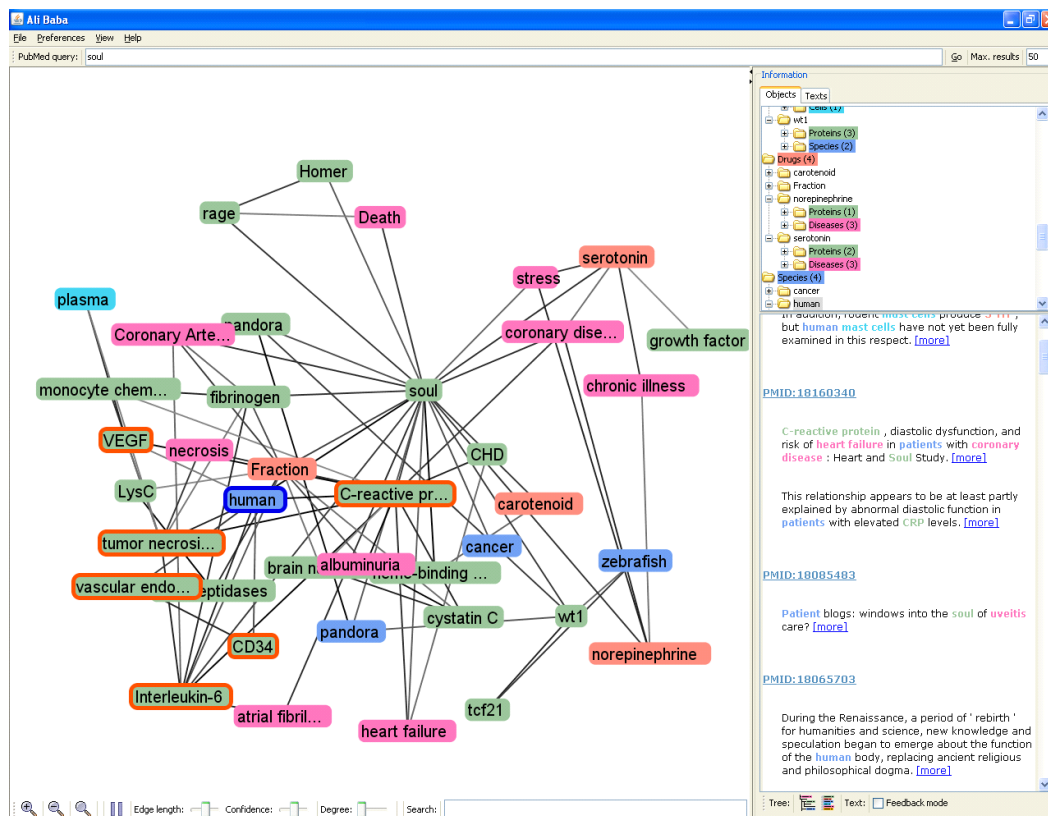 Ali Baba
File Preferences View Help
PubMed query: soul Go Max. results 50
Homer
rage
Death
serotonin
stress
plasma
Coronary Arte...
pandora
coronary dise...
growth factor
monocyte chem...
fibrinogen
soul
chronic illness
VEGF
necrosis
CHD
Fraction
LysC
human
C-reactive pr...
carotenoid
tumor necrosi...
cancer
zebrafish
brain n
albuminuria
vascular endo...
eptidases
cystatin C
wt1
pandora
CD34
norepinephrine
Interleukin-6
atrial fibril...
heart failure
tcf21
Edge length: Confidence: Degree: Search:
Information
Objects Texts
Cells (1)
wt1
Proteins (3)
Species (2)
Drugs (4)
carotenoid
Fraction
norepinephrine
Proteins (1)
Diseases (3)
serotonin
Proteins (2)
Diseases (3)
Species (4)
cancer
human
In addition, rodent mast cells produce 5-HT ,
but human mast cells have not yet been fully
examined in this respect. [more]
PMID:18160340
C-reactive protein , diastolic dysfunction, and
risk of heart failure in patients with coronary
disease : Heart and Soul Study. [more]
This relationship appears to be at least partly
explained by abnormal diastolic function in
patients with elevated CRP levels. [more]
PMID:18085483
Patient blogs: windows into the soul of uveitis
care? [more]
PMID:18065703
During the Renaissance, a period of ' rebirth '
for humanities and science, new knowledge and
speculation began to emerge about the function
of the human body, replacing ancient religious
and philosophical dogma. [more]
Tree: Text: Feedback mode